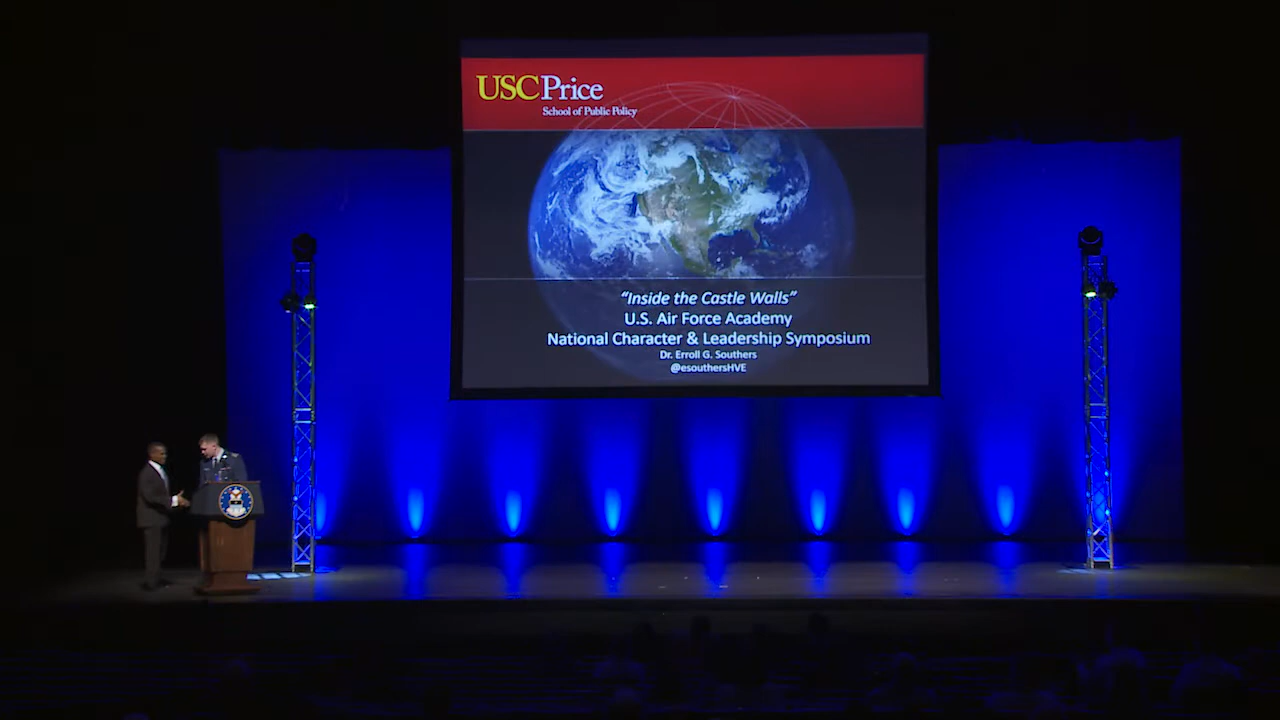 USCPrice
School of Public Policy
“Inside the Castle Walls”
U.S. Air Force Academy
National Character & Leadership Symposium
Dr. Erroll G. Southers
@esouthersHVE